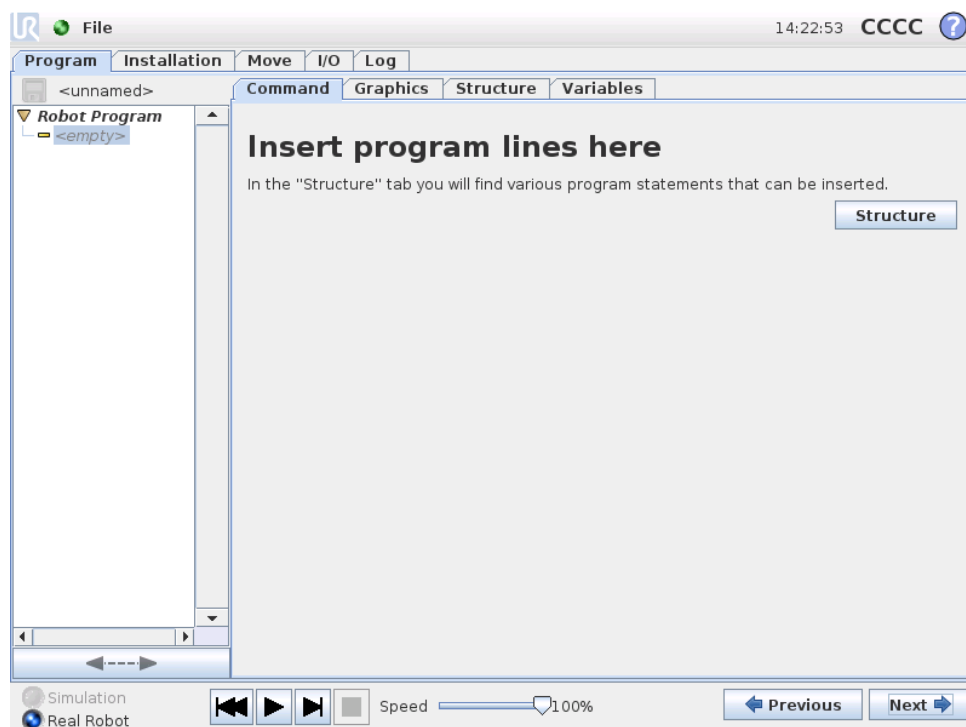 UR File 14:22:53 CCCC ?
Program Installation Move I/O Log
<unnamed> Command Graphics Structure Variables
Robot Program
<empty>
Insert program lines here
In the "Structure" tab you will find various program statements that can be inserted.
Structure
Simulation
Real Robot
Speed 100%
Previous Next